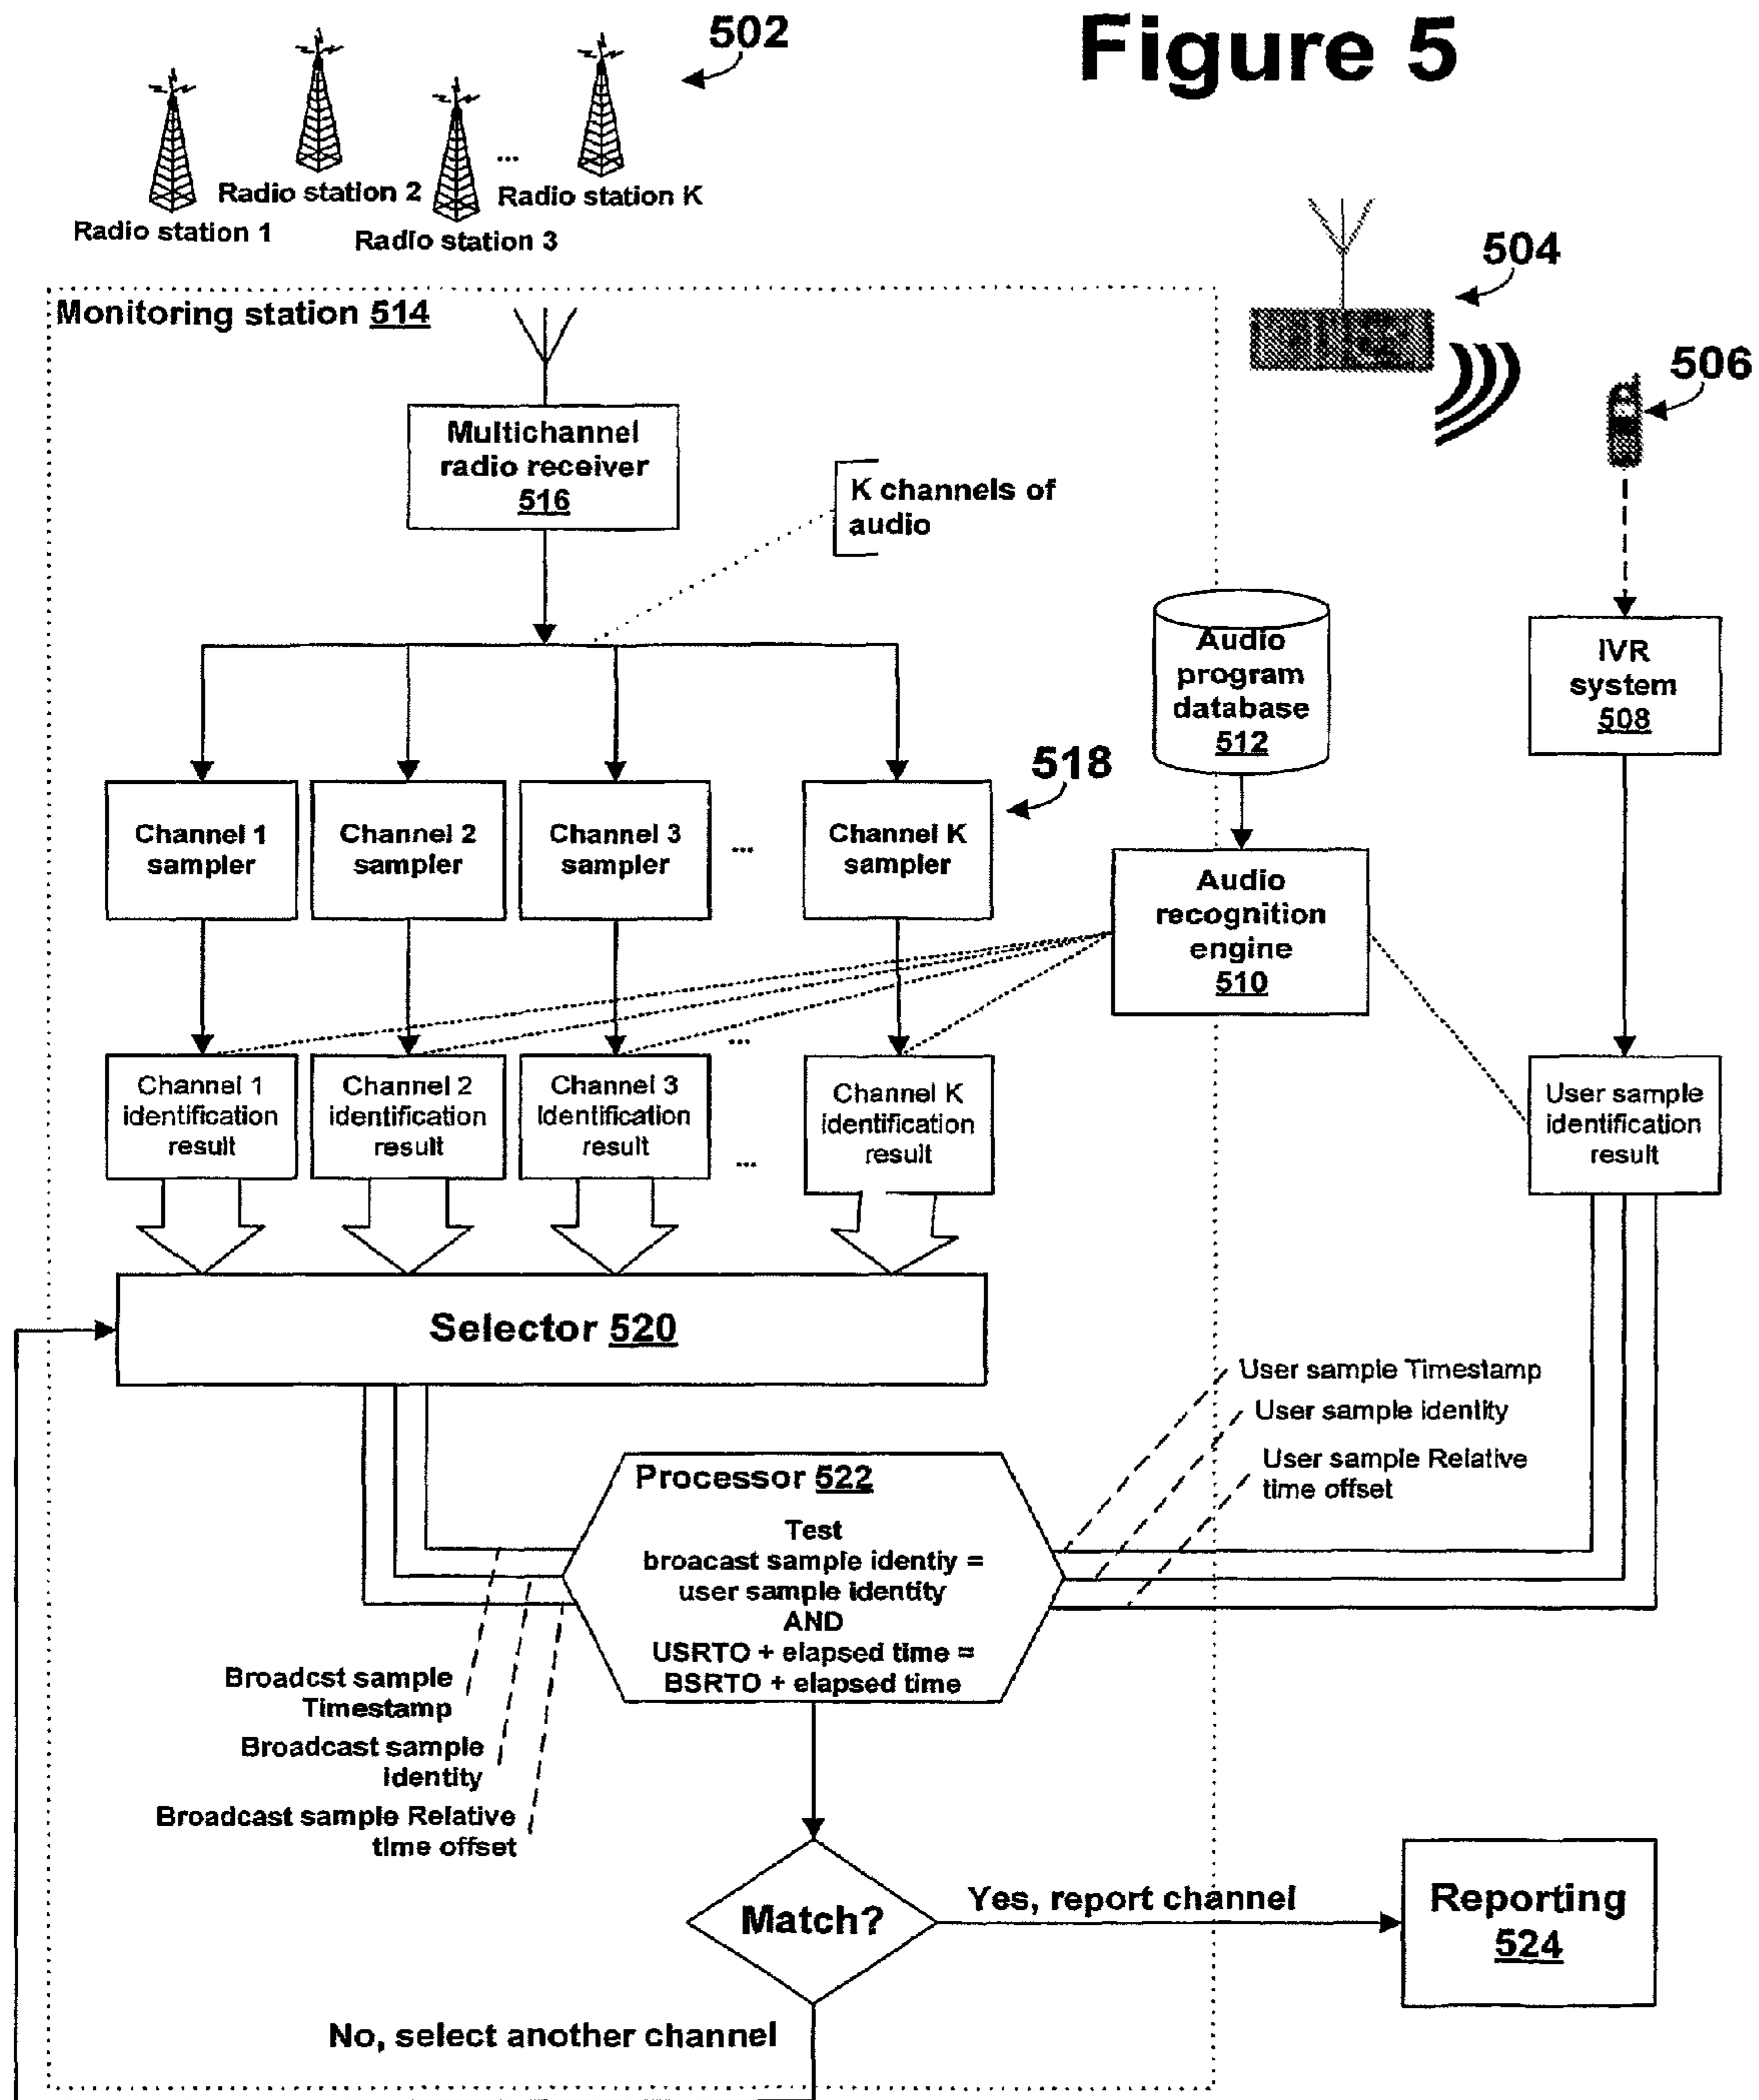 Figure 5
502
Radio station 1
Radio station 2
Radio station 3
...
Radio station K
504
506
Monitoring station 514
Multichannel
radio receiver
516
K channels of
audio
Audio
program
database
512
IVR
system
508
518
Channel 1
sampler
Channel 2
sampler
Channel 3
sampler
...
Channel K
sampler
Audio
recognition
engine
510
...
Channel 1
identification
result
Channel 2
identification
result
Channel 3
identification
result
...
Channel K
identification
result
User sample
identification
result
Selector 520
User sample Timestamp
User sample identity
User sample Relative
time offset
Processor 522
Test
broacast sample identiy =
user sample identity
AND
USRTO + elapsed time =
BSRTO + elapsed time
Broadcst sample
Timestamp
Broadcast sample
identity
Broadcast sample Relative
time offset
Match?
Yes, report channel
Reporting
524
No, select another channel